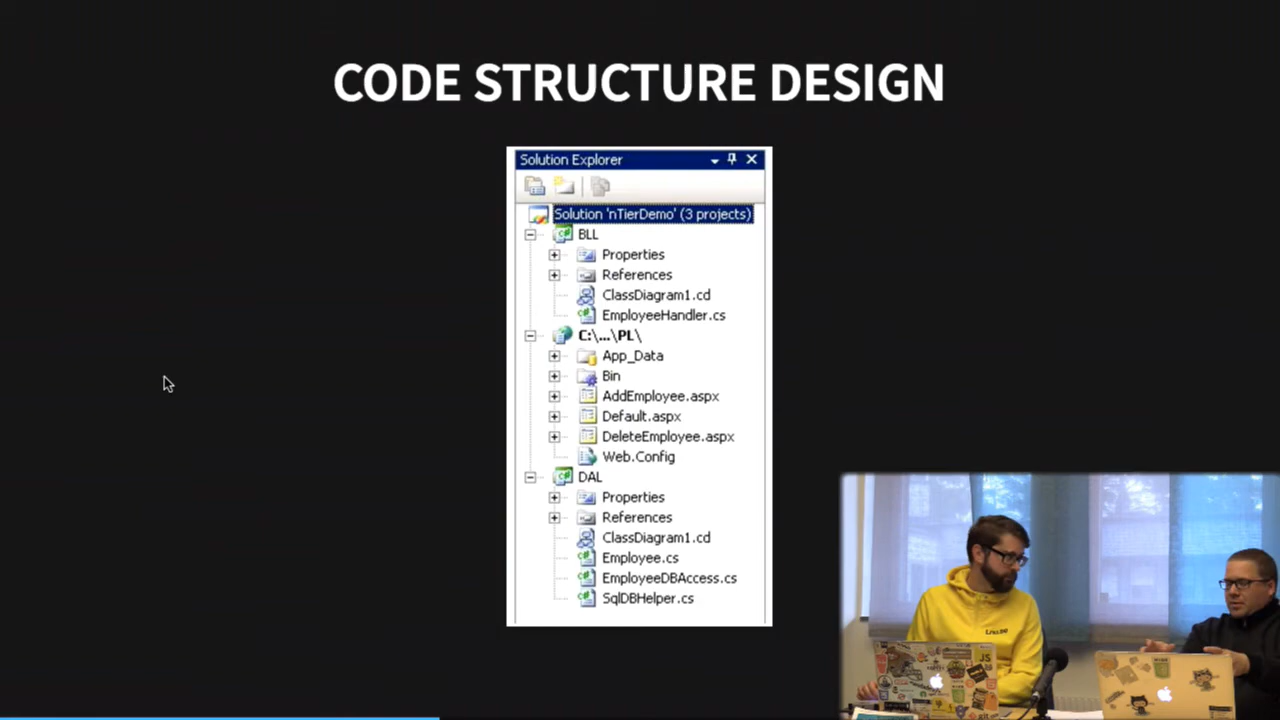 CODE STRUCTURE DESIGN
Solution Explorer
Solution 'nTierDemo' (3 projects)
BLL
Properties
References
ClassDiagram1.cd
EmployeeHandler.cs
C:\...\PL\
App_Data
Bin
AddEmployee.aspx
Default.aspx
DeleteEmployee.aspx
Web.Config
DAL
Properties
References
ClassDiagram1.cd
Employee.cs
EmployeeDBAccess.cs
SqlDBHelper.cs
JS